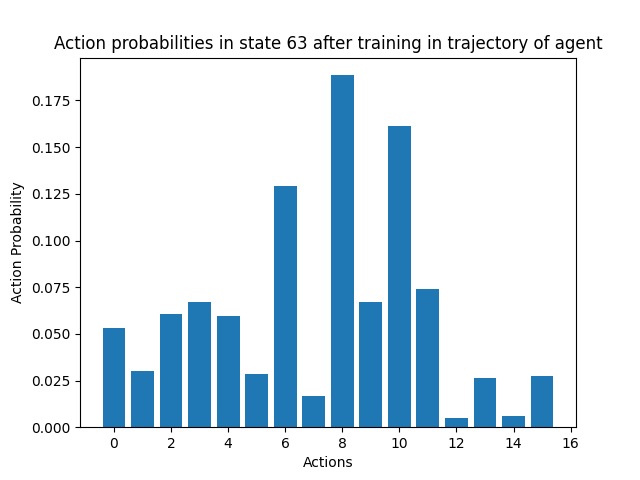 Action probabilities in state 63 after training in trajectory of agent
0.175
0.150
0.125
0.100
0.075
0.050
0.025
0.000
Action Probability
0 2 4 6 8 10 12 14 16
Actions